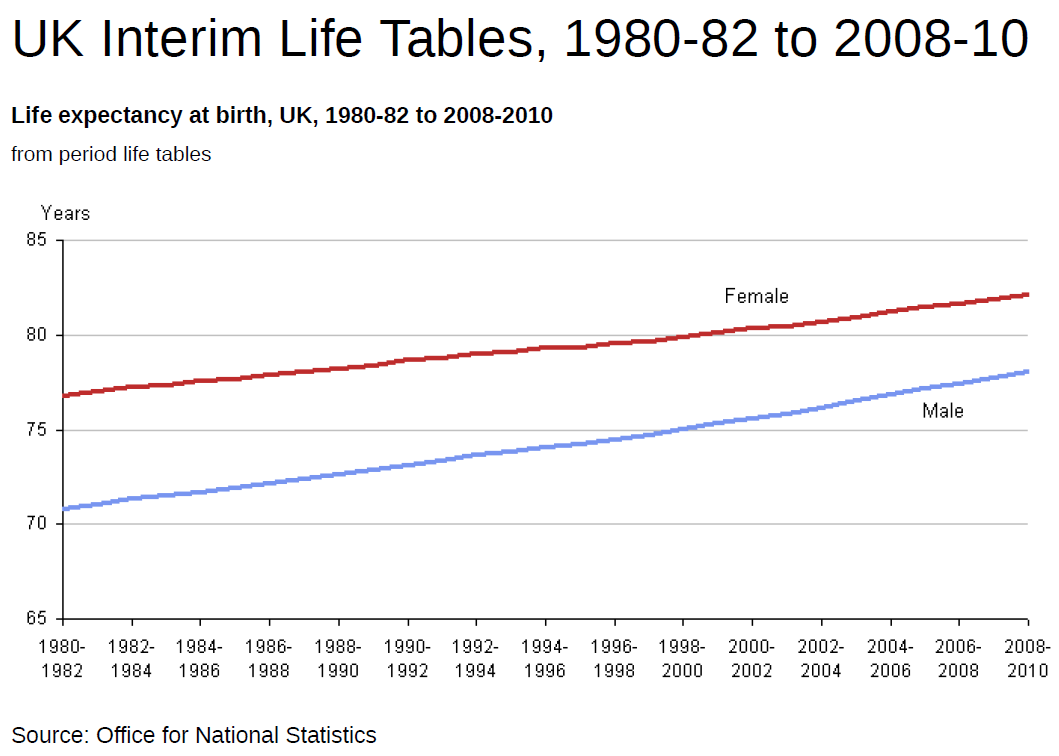 UK Interim Life Tables, 1980-82 to 2008-10
Life expectancy at birth, UK, 1980-82 to 2008-2010
from period life tables
Years
85
Female
80
Male
75
70
65
1980- 1982- 1984- 1986- 1988- 1990- 1992- 1994- 1996- 1998- 2000- 2002- 2004- 2006- 2008-
1982 1984 1986 1988 1990 1992 1994 1996 1998 2000 2002 2004 2006 2008 2010
Source: Office for National Statistics